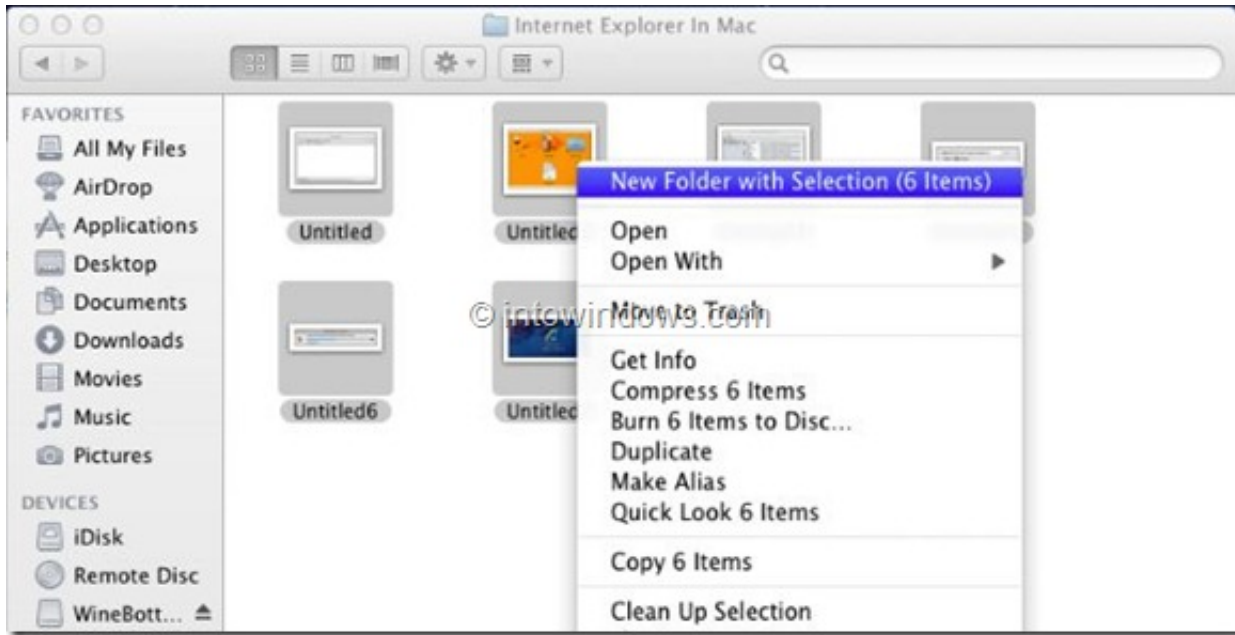 Internet Explorer In Mac
FAVORITES
All My Files
AirDrop
Applications
Desktop
Documents
Downloads
Movies
Music
Pictures
DEVICES
iDisk
Remote Disc
WineBott...
Untitled
Untitled
Untitled6
Untitled
New Folder with Selection (6 Items)
Open
Open With
Move to Trash
© intowindows.com
Get Info
Compress 6 Items
Burn 6 Items to Disc...
Duplicate
Make Alias
Quick Look 6 Items
Copy 6 Items
Clean Up Selection